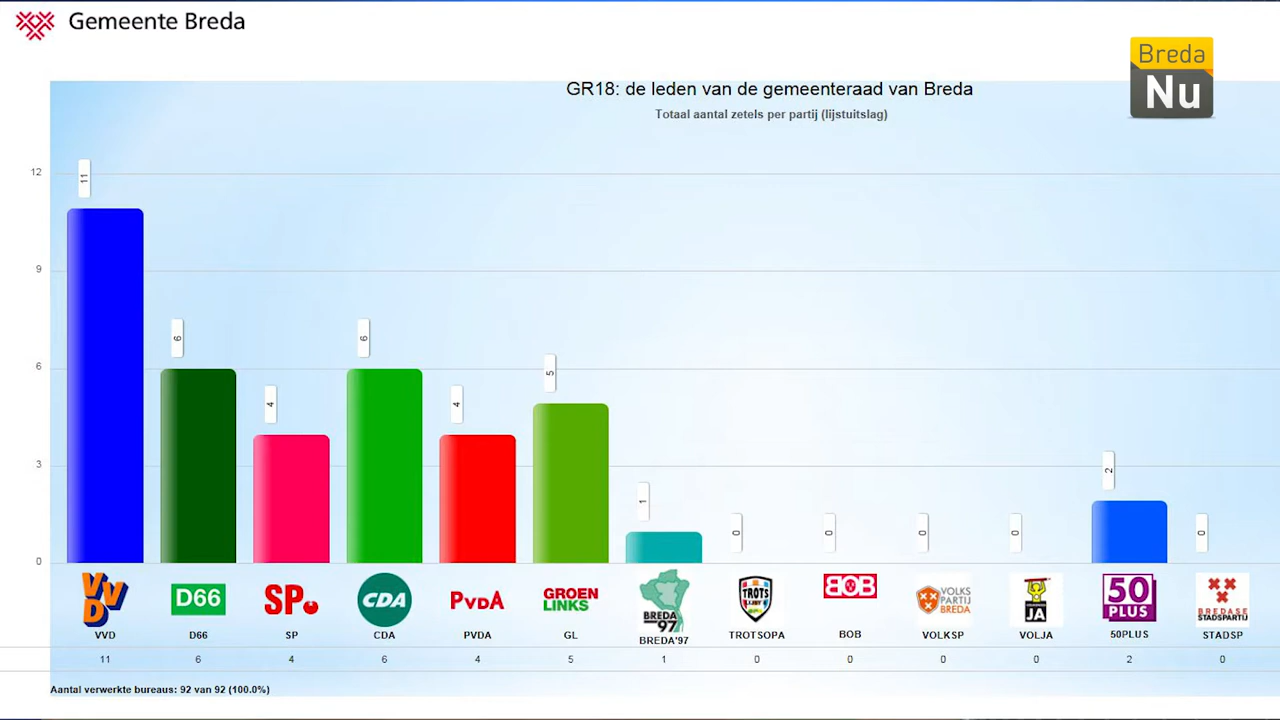 Gemeente Breda
Breda
Nu
GR18: de leden van de gemeenteraad van Breda
Totaal aantal zetels per partij (lijstuitslag)
12
9
6
3
0
11
6
4
6
4
5
1
0
0
0
0
2
0
VVD
D66
SP.
CDA
PvdA
GROEN
LINKS
BREDA
97
TROTS
BOB
VOLKS
PARTIJ
BREDA
JA
50
PLUS
BREDASE
STADSPARTIJ
VVD D66 SP CDA PVDA GL BREDA'97 TROTSOPA BOB VOLKSP VOLJA 50PLUS STADSP
11 6 4 6 4 5 1 0 0 0 0 2 0
Aantal verwerkte bureaus: 92 van 92 (100.0%)